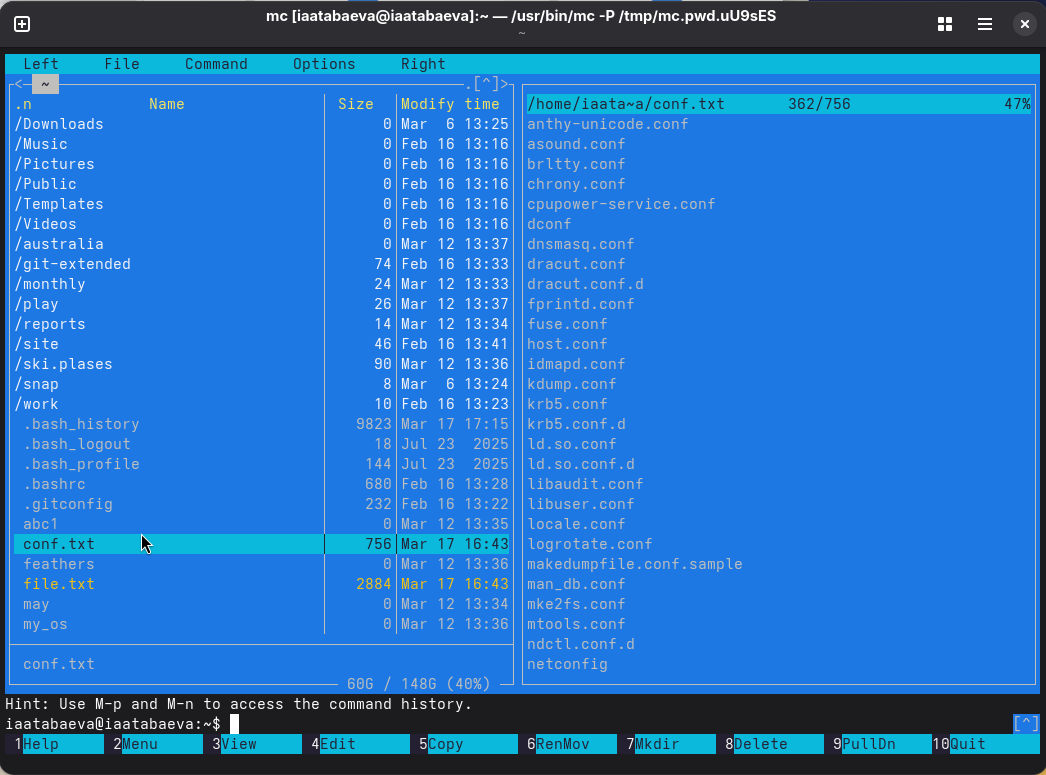 mc [iaatabaeva@iaatabaeva]:~ — /usr/bin/mc -P /tmp/mc.pwd.uU9sES
~
Left File Command Options Right
<─ ~ .[^]>
.n Name Size Modify time
/Downloads 0 Mar 6 13:25
/Music 0 Feb 16 13:16
/Pictures 0 Feb 16 13:16
/Public 0 Feb 16 13:16
/Templates 0 Feb 16 13:16
/Videos 0 Feb 16 13:16
/australia 0 Mar 12 13:37
/git-extended 74 Feb 16 13:33
/monthly 24 Mar 12 13:33
/play 26 Mar 12 13:37
/reports 14 Mar 12 13:34
/site 46 Feb 16 13:41
/ski.plases 90 Mar 12 13:36
/snap 8 Mar 6 13:24
/work 10 Feb 16 13:23
.bash_history 9823 Mar 17 17:15
.bash_logout 18 Jul 23 2025
.bash_profile 144 Jul 23 2025
.bashrc 680 Feb 16 13:28
.gitconfig 232 Feb 16 13:22
abc1 0 Mar 12 13:35
conf.txt 756 Mar 17 16:43
feathers 0 Mar 12 13:36
file.txt 2884 Mar 17 16:43
may 0 Mar 12 13:34
my_os 0 Mar 12 13:36
conf.txt
60G / 148G (40%)
/home/iaata~a/conf.txt 362/756 47%
anthy-unicode.conf
asound.conf
brltty.conf
chrony.conf
cpupower-service.conf
dconf
dnsmasq.conf
dracut.conf
dracut.conf.d
fprintd.conf
fuse.conf
host.conf
idmapd.conf
kdump.conf
krb5.conf
krb5.conf.d
ld.so.conf
ld.so.conf.d
libaudit.conf
libuser.conf
locale.conf
logrotate.conf
makedumpfile.conf.sample
man_db.conf
mke2fs.conf
mtools.conf
ndctl.conf.d
netconfig
Hint: Use M-p and M-n to access the command history.
iaatabaeva@iaatabaeva:~$ [^]
1Help 2Menu 3View 4Edit 5Copy 6RenMov 7Mkdir 8Delete 9PullDn 10Quit